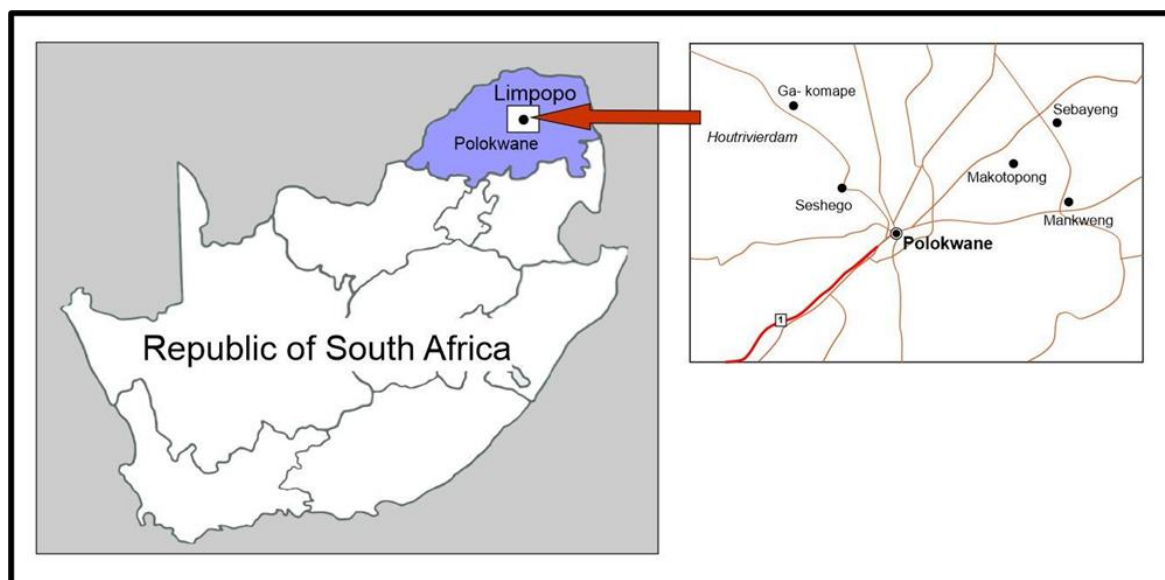 Limpopo
Polokwane
Republic of South Africa
Ga- komape
Sebayeng
Houtrivierdam
Makotopong
Seshego
Mankweng
Polokwane
1